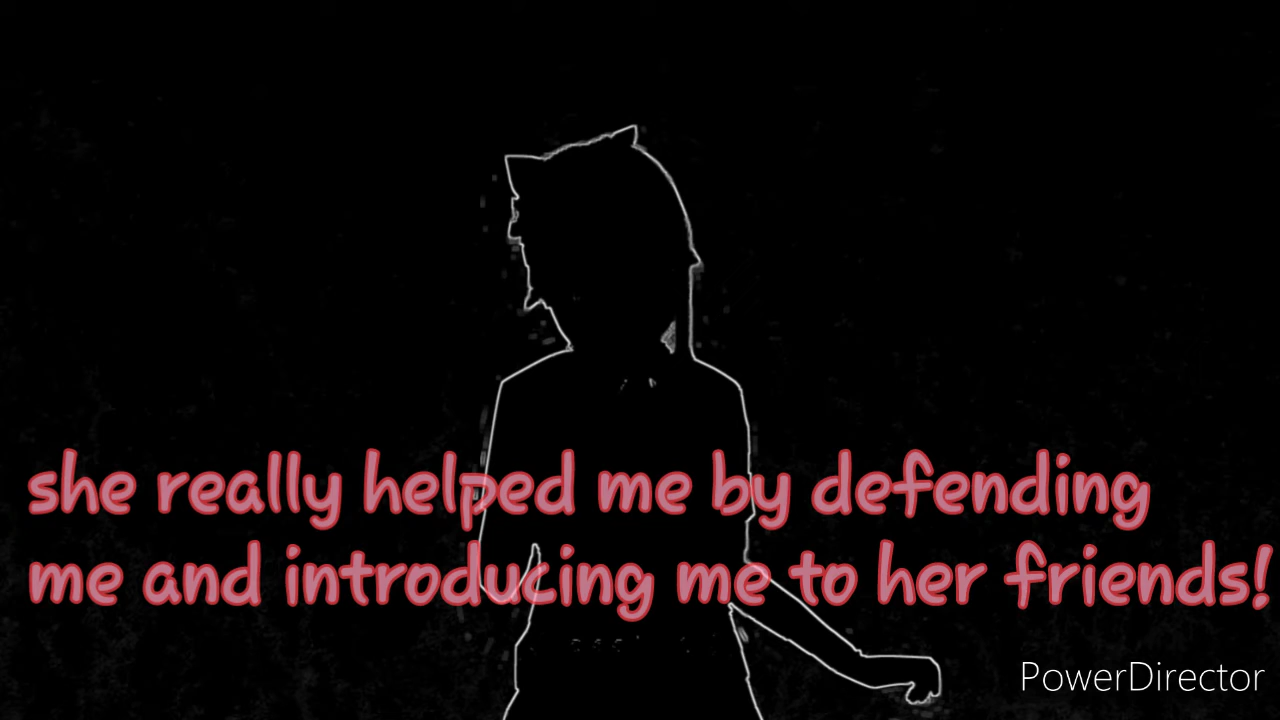 she really helped me by defending
me and introducing me to her friends!
PowerDirector